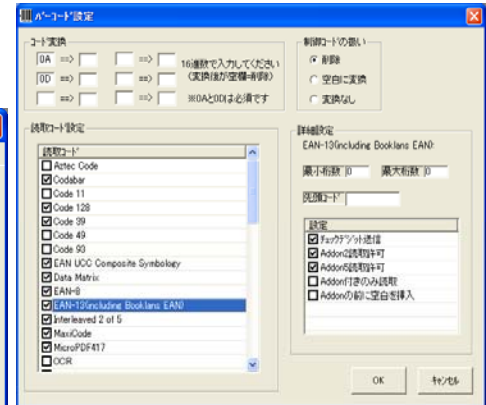 バーコード設定
コード変換
0A ==> ==>
0D ==> ==>
==> ==>
16進数で入力してください
(変換後が空欄=削除)
※0Aと0Dは必須です
制御コードの扱い
削除
空白に変換
変換なし
読取コード設定
読取コード
Aztec Code
Codabar
Code 11
Code 128
Code 39
Code 49
Code 93
EAN UCC Composite Symbology
Data Matrix
EAN-8
EAN-13(including Booklans EAN)
Interleaved 2 of 5
MaxiCode
MicroPDF417
OCR
詳細設定
EAN-13(including Booklans EAN):
最小桁数 0 最大桁数 0
先頭コード
設定
チェックデジット送信
Addon2読取許可
Addon5読取許可
Addon付きのみ読取
Addonの前に空白を挿入
OK キャンセル